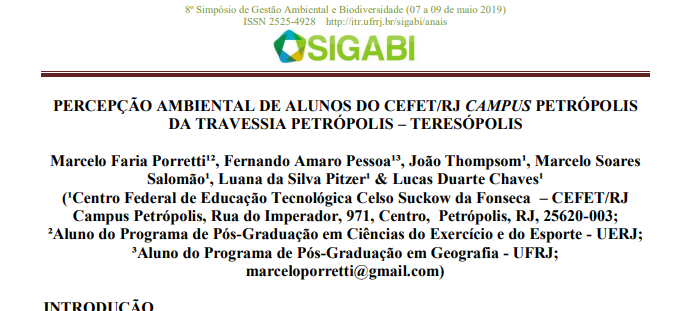 8º Simpósio de Gestão Ambiental e Biodiversidade (07 a 09 de maio 2019)
ISSN 2525-4928 http://itr.ufrrj.br/sigabi/anais
SIGABI
PERCEPÇÃO AMBIENTAL DE ALUNOS DO CEFET/RJ CAMPUS PETRÓPOLIS
DA TRAVESSIA PETRÓPOLIS – TERESÓPOLIS
Marcelo Faria Porretti¹², Fernando Amaro Pessoa¹³, João Thompsom¹, Marcelo Soares
Salomão¹, Luana da Silva Pitzer¹ & Lucas Duarte Chaves¹
(¹Centro Federal de Educação Tecnológica Celso Suckow da Fonseca – CEFET/RJ
Campus Petrópolis, Rua do Imperador, 971, Centro, Petrópolis, RJ, 25620-003;
²Aluno do Programa de Pós-Graduação em Ciências do Exercício e do Esporte - UERJ;
³Aluno do Programa de Pós-Graduação em Geografia - UFRJ;
marceloporretti@gmail.com)
INTRODUÇÃO